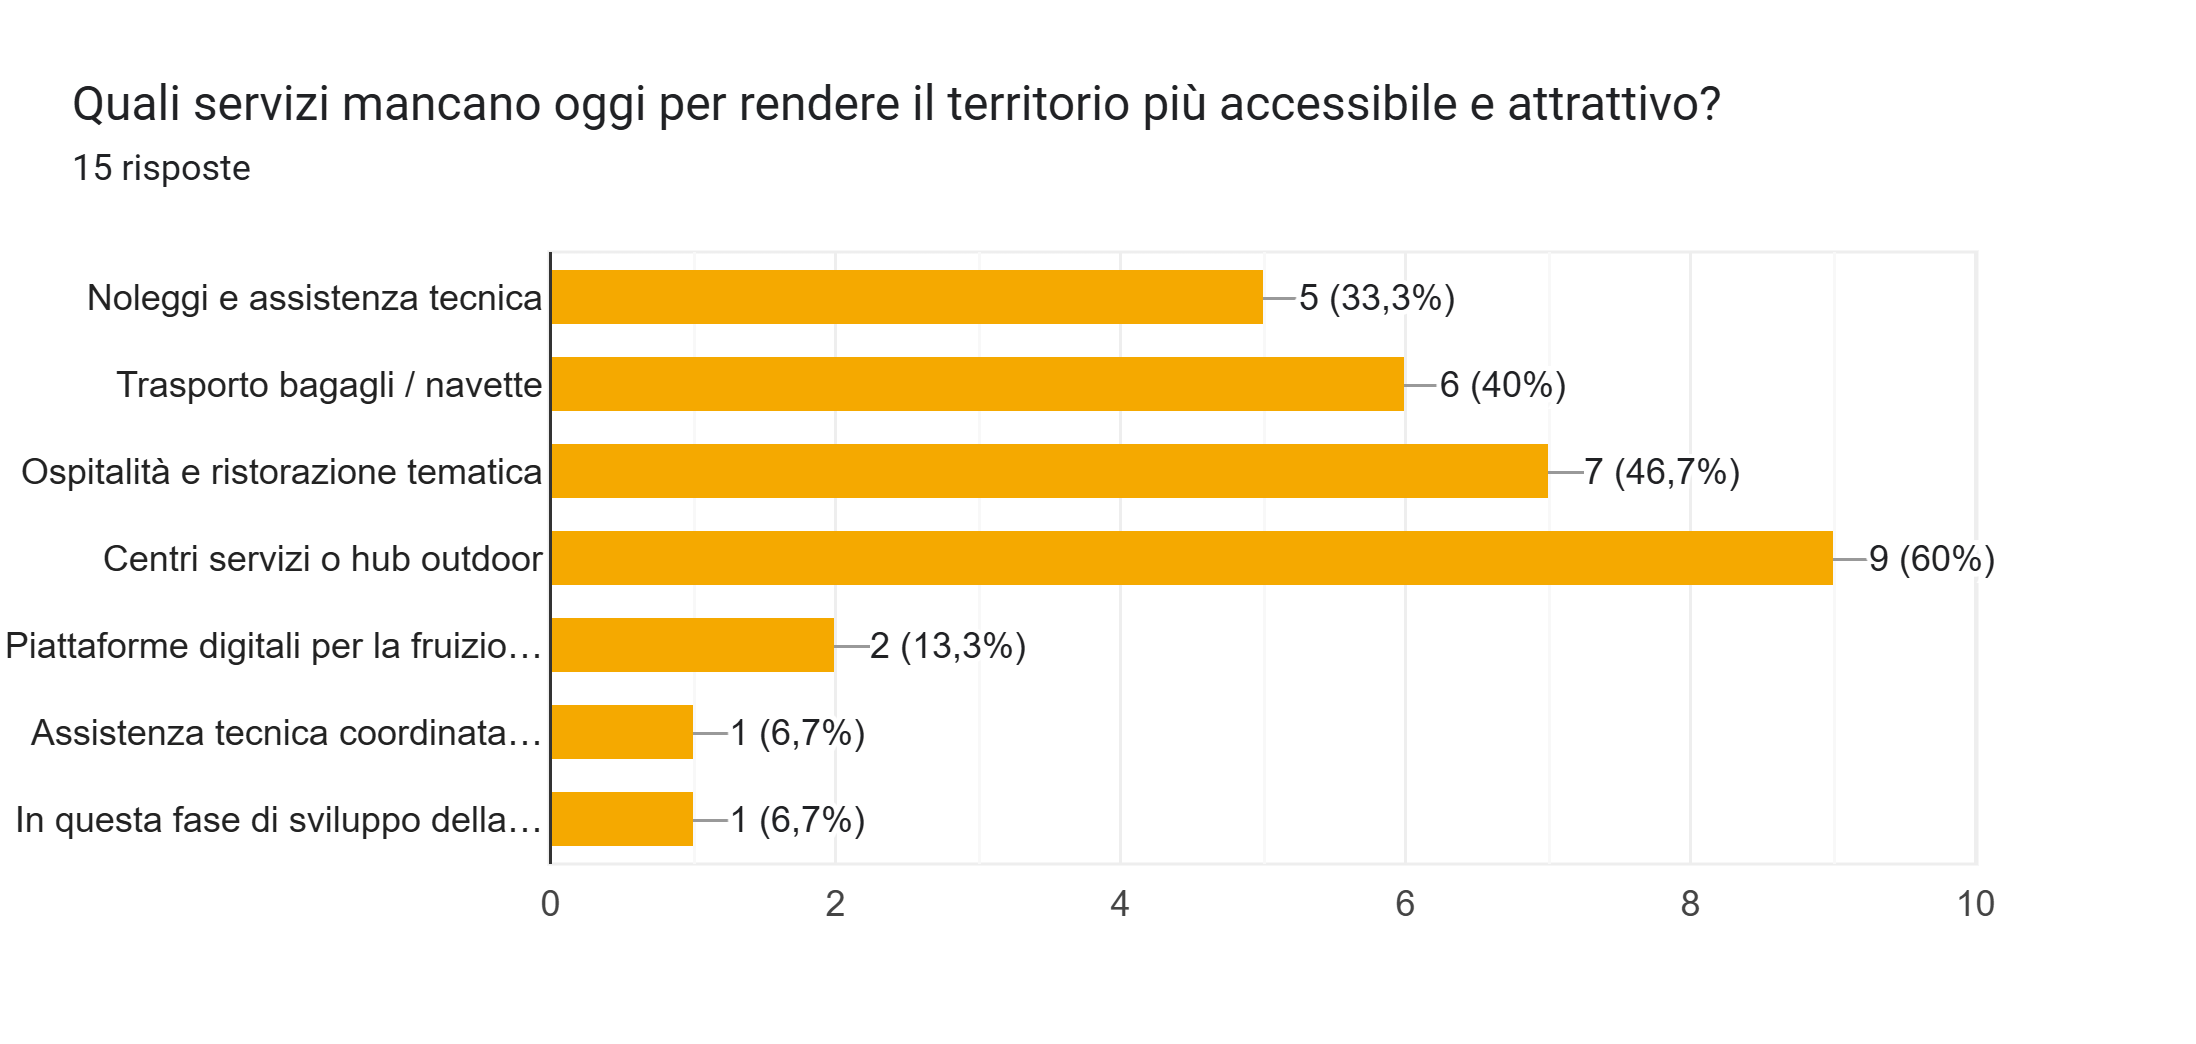 Quali servizi mancano oggi per rendere il territorio più accessibile e attrattivo?
15 risposte
Noleggi e assistenza tecnica 5 (33,3%)
Trasporto bagagli / navette 6 (40%)
Ospitalità e ristorazione tematica 7 (46,7%)
Centri servizi o hub outdoor 9 (60%)
Piattaforme digitali per la fruizio… 2 (13,3%)
Assistenza tecnica coordinata… 1 (6,7%)
In questa fase di sviluppo della… 1 (6,7%)
0 2 4 6 8 10